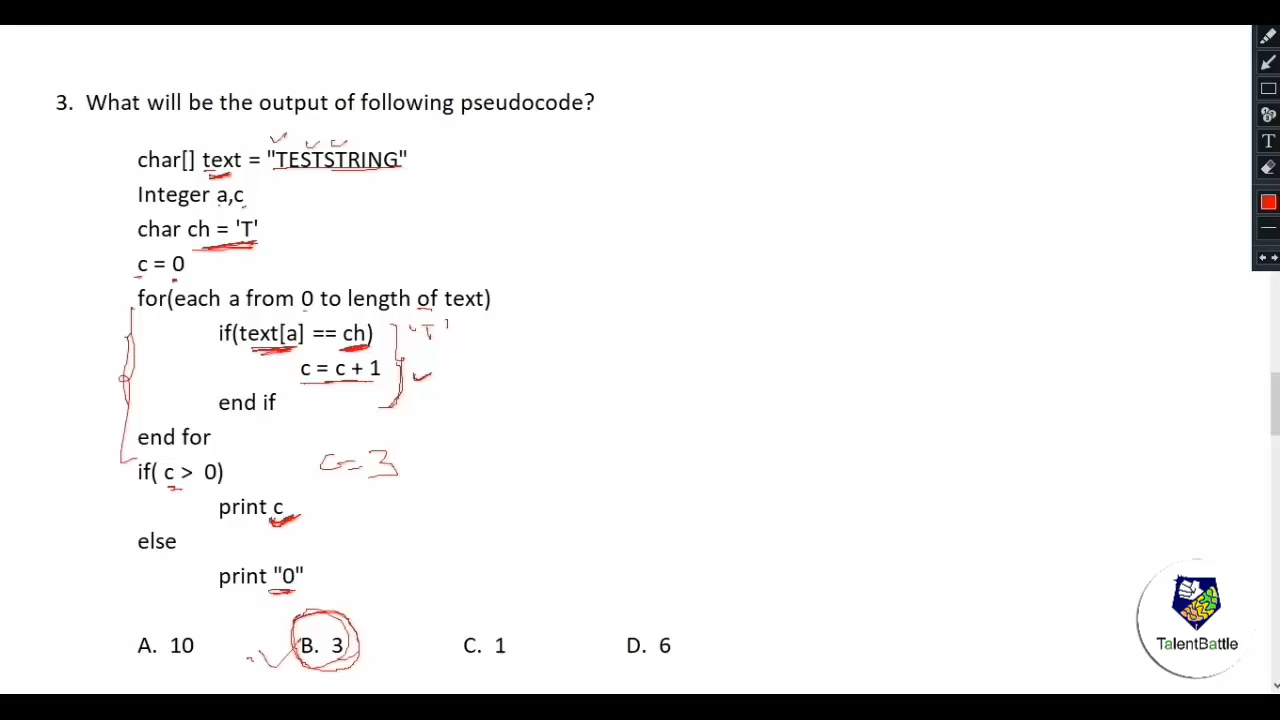 3. What will be the output of following pseudocode?
char[] text = "TESTSTRING"
Integer a,c
char ch = 'T'
c = 0
for(each a from 0 to length of text)
if(text[a] == ch)
'T'
c = c + 1
end if
end for
if( c > 0)
c=3
print c
else
print "0"
A. 10 B. 3 C. 1 D. 6
TalentBattle
T